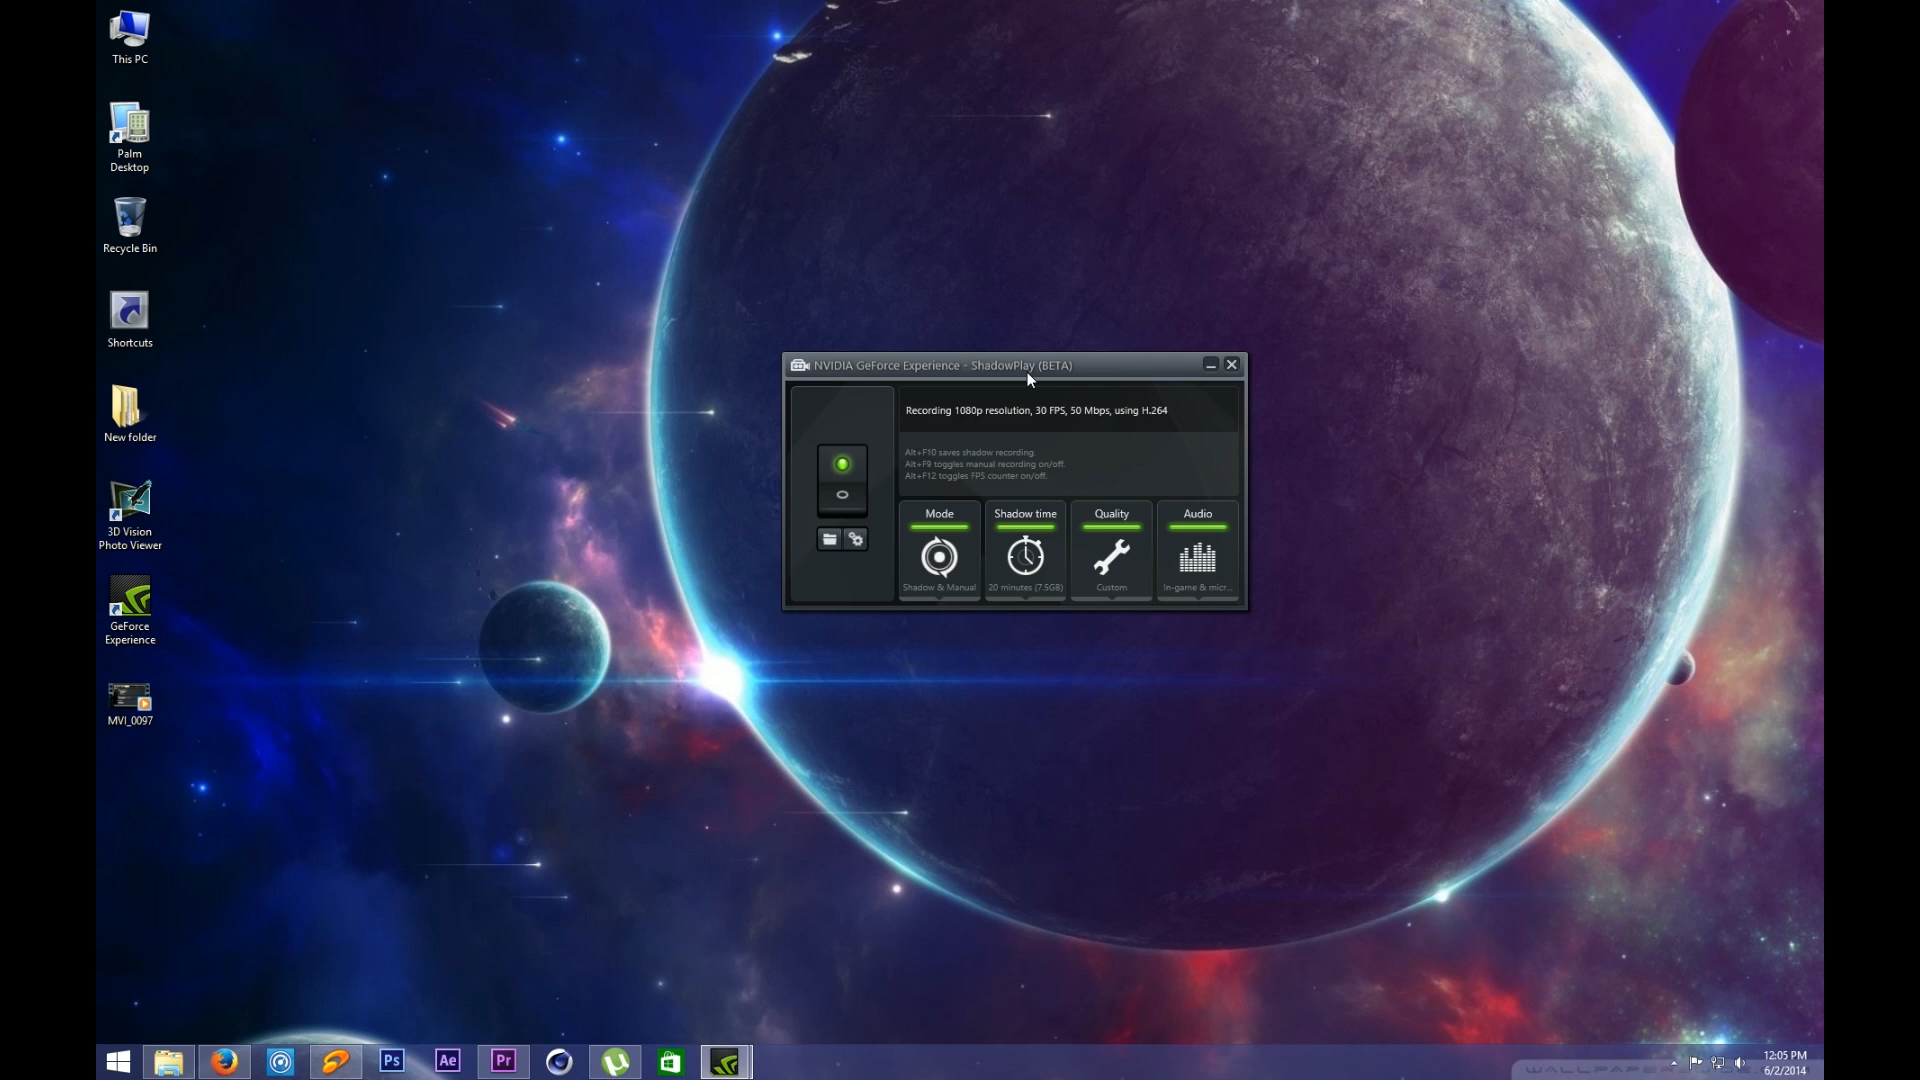 This PC
Palm
Desktop
Recycle Bin
Shortcuts
New folder
3D Vision
Photo Viewer
GeForce
Experience
MVI_0097
NVIDIA GeForce Experience - ShadowPlay (BETA)
Recording 1080p resolution, 30 FPS, 50 Mbps, using H.264
Alt+F10 saves shadow recording.
Alt+F9 toggles manual recording on/off.
Alt+F12 toggles FPS counter on/off.
Mode
Shadow time
Quality
Audio
Shadow & Manual
20 minutes (7.5GB)
Custom
In-game & micr...
Ps
Ae
Pr
12:05 PM
6/2/2014